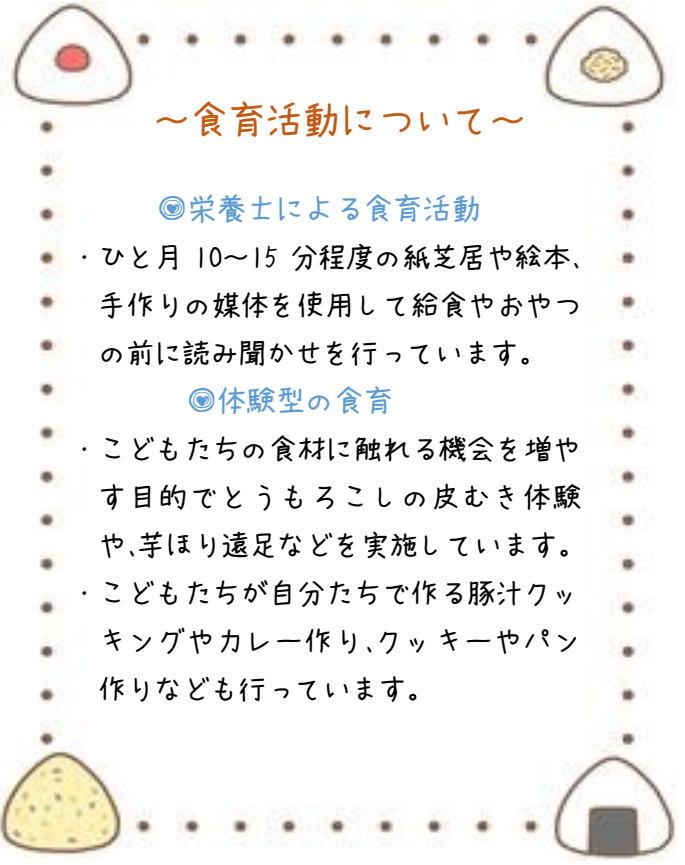 ～食育活動について～
◎栄養士による食育活動
・ひと月 10～15 分程度の紙芝居や絵本、
手作りの媒体を使用して給食やおやつ
の前に読み聞かせを行っています。
◎体験型の食育
・こどもたちの食材に触れる機会を増や
す目的でとうもろこしの皮むき体験
や、芋ほり遠足などを実施しています。
・こどもたちが自分たちで作る豚汁クッ
キングやカレー作り、クッキーやパン
作りなども行っています。